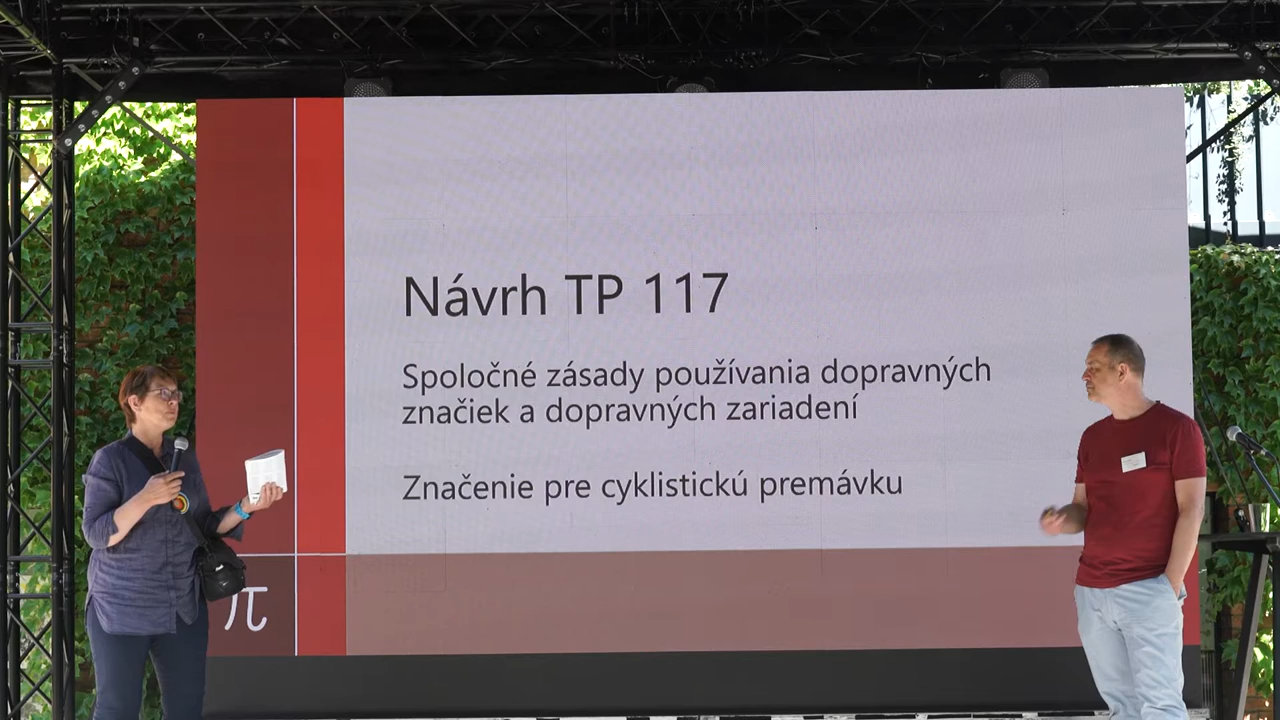 Návrh TP 117
Spoločné zásady používania dopravných
značiek a dopravných zariadení
Značenie pre cyklistickú premávku
π